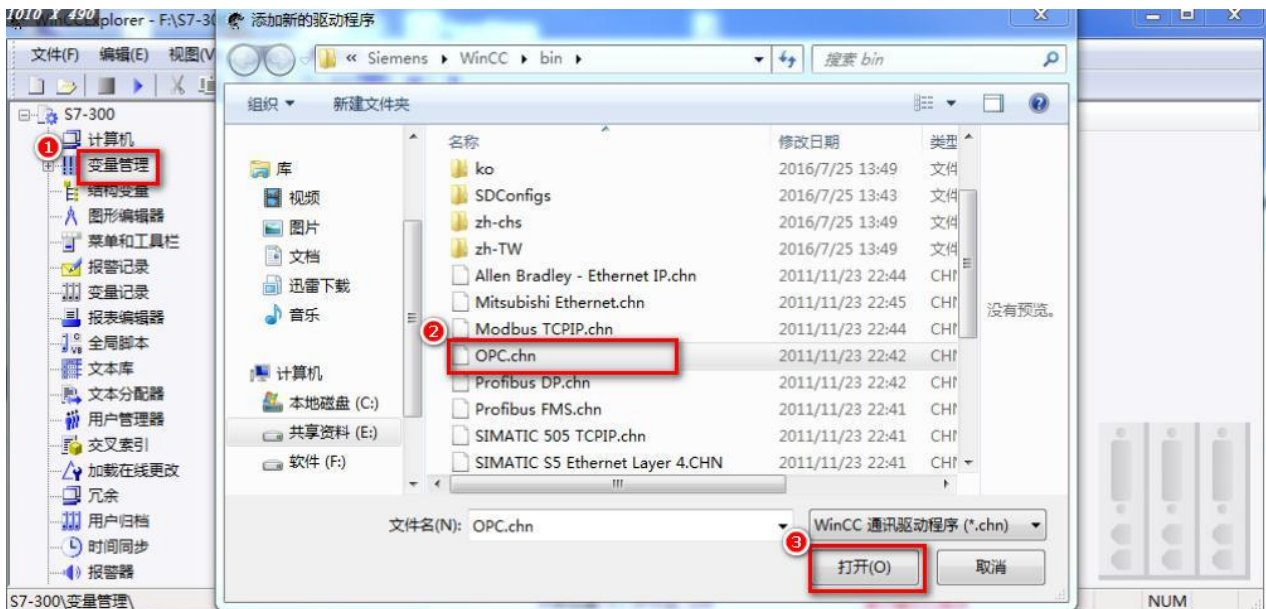 1010 X 490
WinCCExplorer - F:\S7-30
添加新的驱动程序
文件(F) 编辑(E) 视图(V
« Siemens ▸ WinCC ▸ bin ▸
搜索 bin
组织 新建文件夹
S7-300
计算机
1
变量管理
结构变量
图形编辑器
菜单和工具栏
报警记录
变量记录
报表编辑器
全局脚本
文本库
文本分配器
用户管理器
交叉索引
加载在线更改
冗余
用户归档
时间同步
报警器
库
视频
图片
文档
迅雷下载
音乐
计算机
本地磁盘 (C:)
共享资料 (E:)
软件 (F:)
名称 修改日期 类型
ko 2016/7/25 13:49 文件
SDConfigs 2016/7/25 13:43 文件
zh-chs 2016/7/25 13:49 文件
zh-TW 2016/7/25 13:49 文件
Allen Bradley - Ethernet IP.chn 2011/11/23 22:44 CHN
Mitsubishi Ethernet.chn 2011/11/23 22:45 CHN
Modbus TCPIP.chn 2011/11/23 22:44 CHN
2
OPC.chn 2011/11/23 22:42 CHN
Profibus DP.chn 2011/11/23 22:42 CHN
Profibus FMS.chn 2011/11/23 22:41 CHN
SIMATIC 505 TCPIP.chn 2011/11/23 22:41 CHN
SIMATIC S5 Ethernet Layer 4.CHN 2011/11/23 22:41 CHN
没有预览。
文件名(N): OPC.chn
WinCC 通讯驱动程序 (*.chn)
3
打开(O) 取消
S7-300\变量管理\
NUM